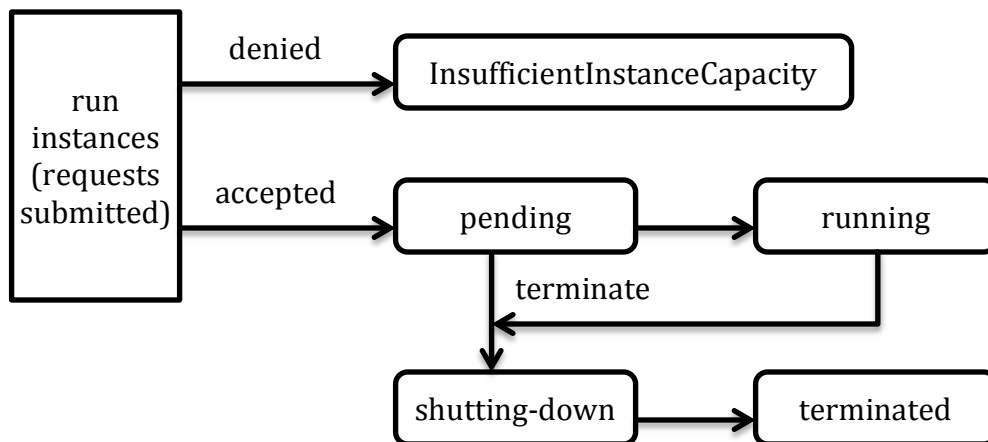 run
instances
(requests
submitted)
denied
InsufficientInstanceCapacity
accepted
pending
running
terminate
shutting-down
terminated